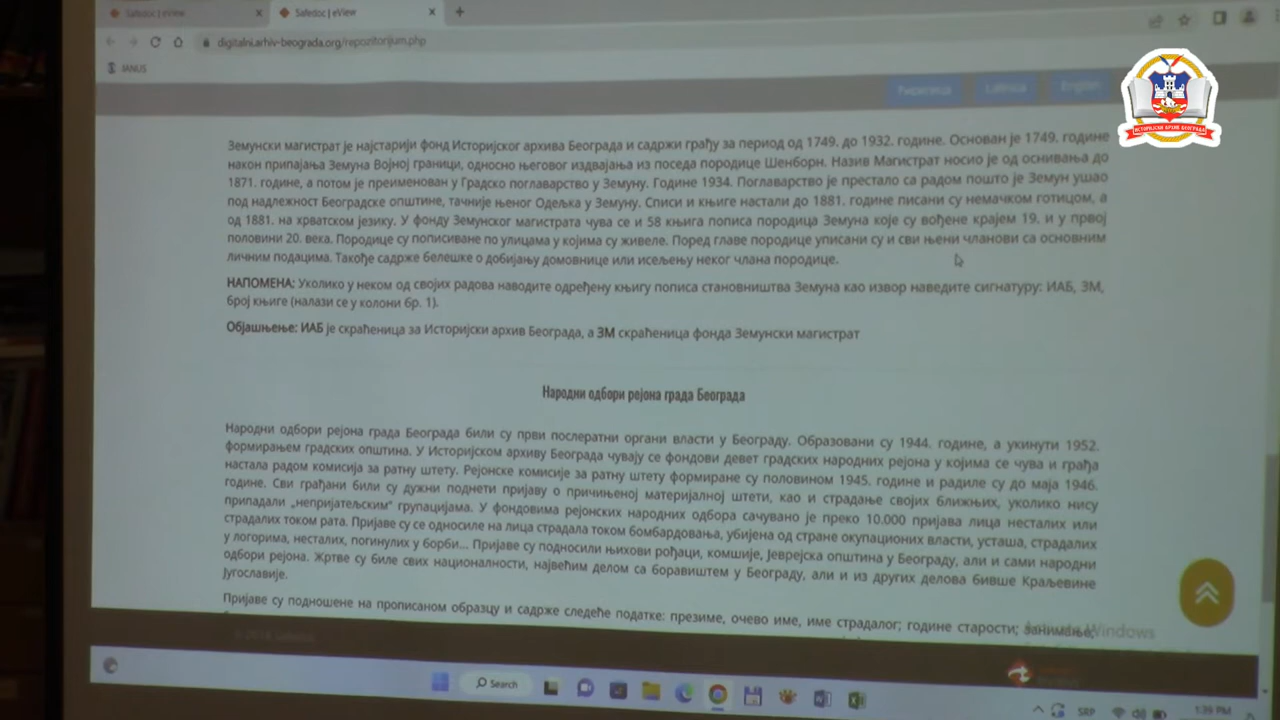 Safedoc | eView
Safedoc | eView
digitalni.arhiv-beograda.org/repozitorijum.php
JANUS
Ћирилица
Latinica
English
ИСТОРИЈСКИ АРХИВ БЕОГРАДА
Земунски магистрат је најстарији фонд Историјског архива Београда и садржи грађу за период од 1749. до 1932. године. Основан је 1749. године
након припајања Земуна Војној граници, односно његовог издвајања из поседа породице Шенборн. Назив Магистрат носио је од оснивања до
1871. године, а потом је преименован у Градско поглаварство у Земуну. Године 1934. Поглаварство је престало са радом пошто је Земун ушао
под надлежност Београдске општине, тачније њеног Одељка у Земуну. Списи и књиге настали до 1881. године писани су немачком готицом, а
од 1881. на хрватском језику. У фонду Земунског магистрата чува се и 58 књига пописа породица Земуна које су вођене крајем 19. и у првој
половини 20. века. Породице су пописиване по улицама у којима су живеле. Поред главе породице уписани су и сви њени чланови са основним
личним подацима. Такође садрже белешке о добијању домовнице или исељењу неког члана породице.
НАПОМЕНА: Уколико у неком од својих радова наводите одређену књигу пописа становништва Земуна као извор наведите сигнатуру: ИАБ, ЗМ,
број књиге (налази се у колони бр. 1).
Објашњење: ИАБ је скраћеница за Историјски архив Београда, а ЗМ скраћеница фонда Земунски магистрат
Народни одбори рејона града Београда
Народни одбори рејона града Београда били су први послератни органи власти у Београду. Образовани су 1944. године, а укинути 1952.
формирањем градских општина. У Историјском архиву Београда чувају се фондови девет градских народних рејона у којима се чува и грађа
настала радом комисија за ратну штету. Рејонске комисије за ратну штету формиране су половином 1945. године и радиле су до маја 1946.
године. Сви грађани били су дужни поднети пријаву о причињеној материјалној штети, као и страдање својих ближњих, уколико нису
припадали „непријатељским“ групацијама. У фондовима рејонских народних одбора сачувано је преко 10.000 пријава лица несталих или
страдалих током рата. Пријаве су се односиле на лица страдала током бомбардовања, убијена од стране окупационих власти, усташа, страдалих
у логорима, несталих, погинулих у борби... Пријаве су подносили њихови рођаци, комшије, Јеврејска општина у Београду, али и сами народни
одбори рејона. Жртве су биле свих националности, највећим делом са боравиштем у Београду, али и из других делова бивше Краљевине
Југославије.
Пријаве су подношене на прописаном обрасцу и садрже следеће податке: презиме, очево име, име страдалог; године старости; занимање;
Windows
Search
SRP
1:39 PM